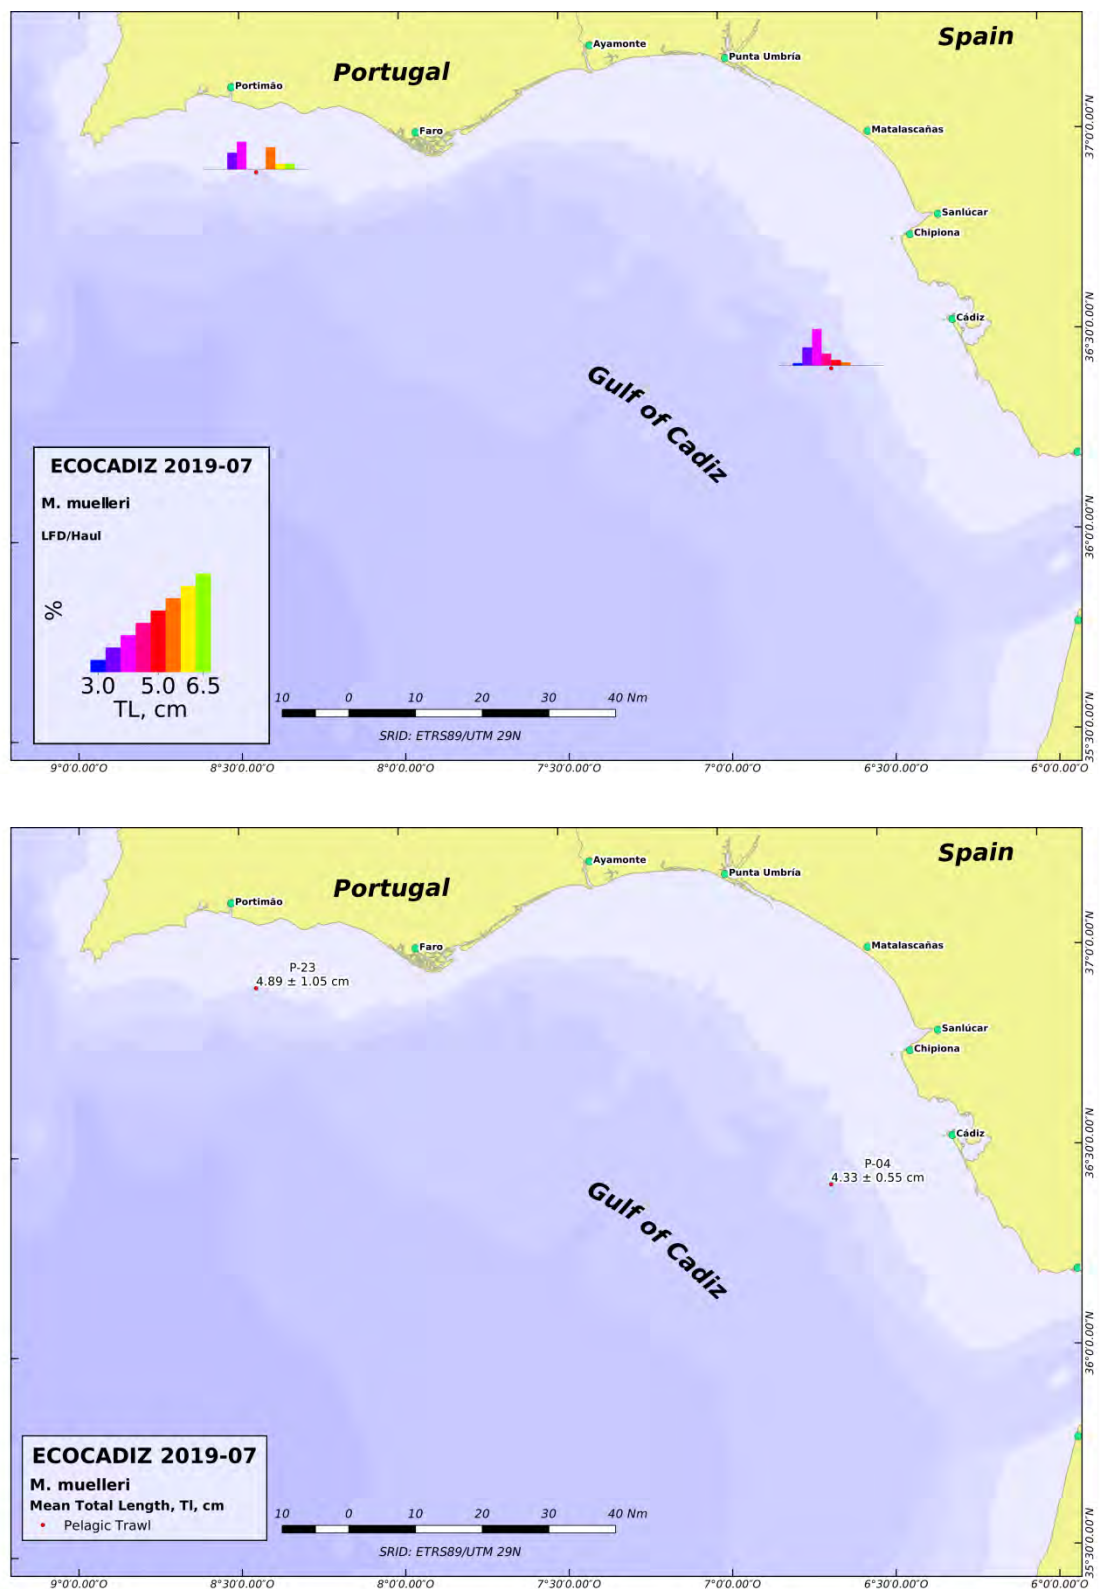 Spain
Ayamonte
Punta Umbría
Portugal
Portimão
Faro
Matalascañas
Sanlúcar
Chipiona
Cádiz
Gulf of Cadiz
37°0'0.00"N
36°30'0.00"N
36°0'0.00"N
35°30'0.00"N
ECOCADIZ 2019-07
M. muelleri
LFD/Haul
%
3.0 5.0 6.5
TL, cm
10 0 10 20 30 40 Nm
SRID: ETRS89/UTM 29N
9°0'0.00"O 8°30'0.00"O 8°0'0.00"O 7°30'0.00"O 7°0'0.00"O 6°30'0.00"O 6°0'0.00"O
Spain
Ayamonte
Punta Umbría
Portugal
Portimão
Faro
Matalascañas
P-23
4.89 ± 1.05 cm
Sanlúcar
Chipiona
Cádiz
P-04
4.33 ± 0.55 cm
Gulf of Cadiz
37°0'0.00"N
36°30'0.00"N
36°0'0.00"N
35°30'0.00"N
ECOCADIZ 2019-07
M. muelleri
Mean Total Length, Tl, cm
Pelagic Trawl
10 0 10 20 30 40 Nm
SRID: ETRS89/UTM 29N
9°0'0.00"O 8°30'0.00"O 8°0'0.00"O 7°30'0.00"O 7°0'0.00"O 6°30'0.00"O 6°0'0.00"O